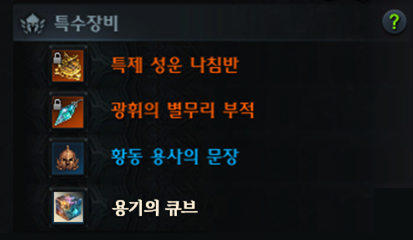 특수장비
?
특제 성운 나침반
광휘의 별무리 부적
황동 용사의 문장
용기의 큐브